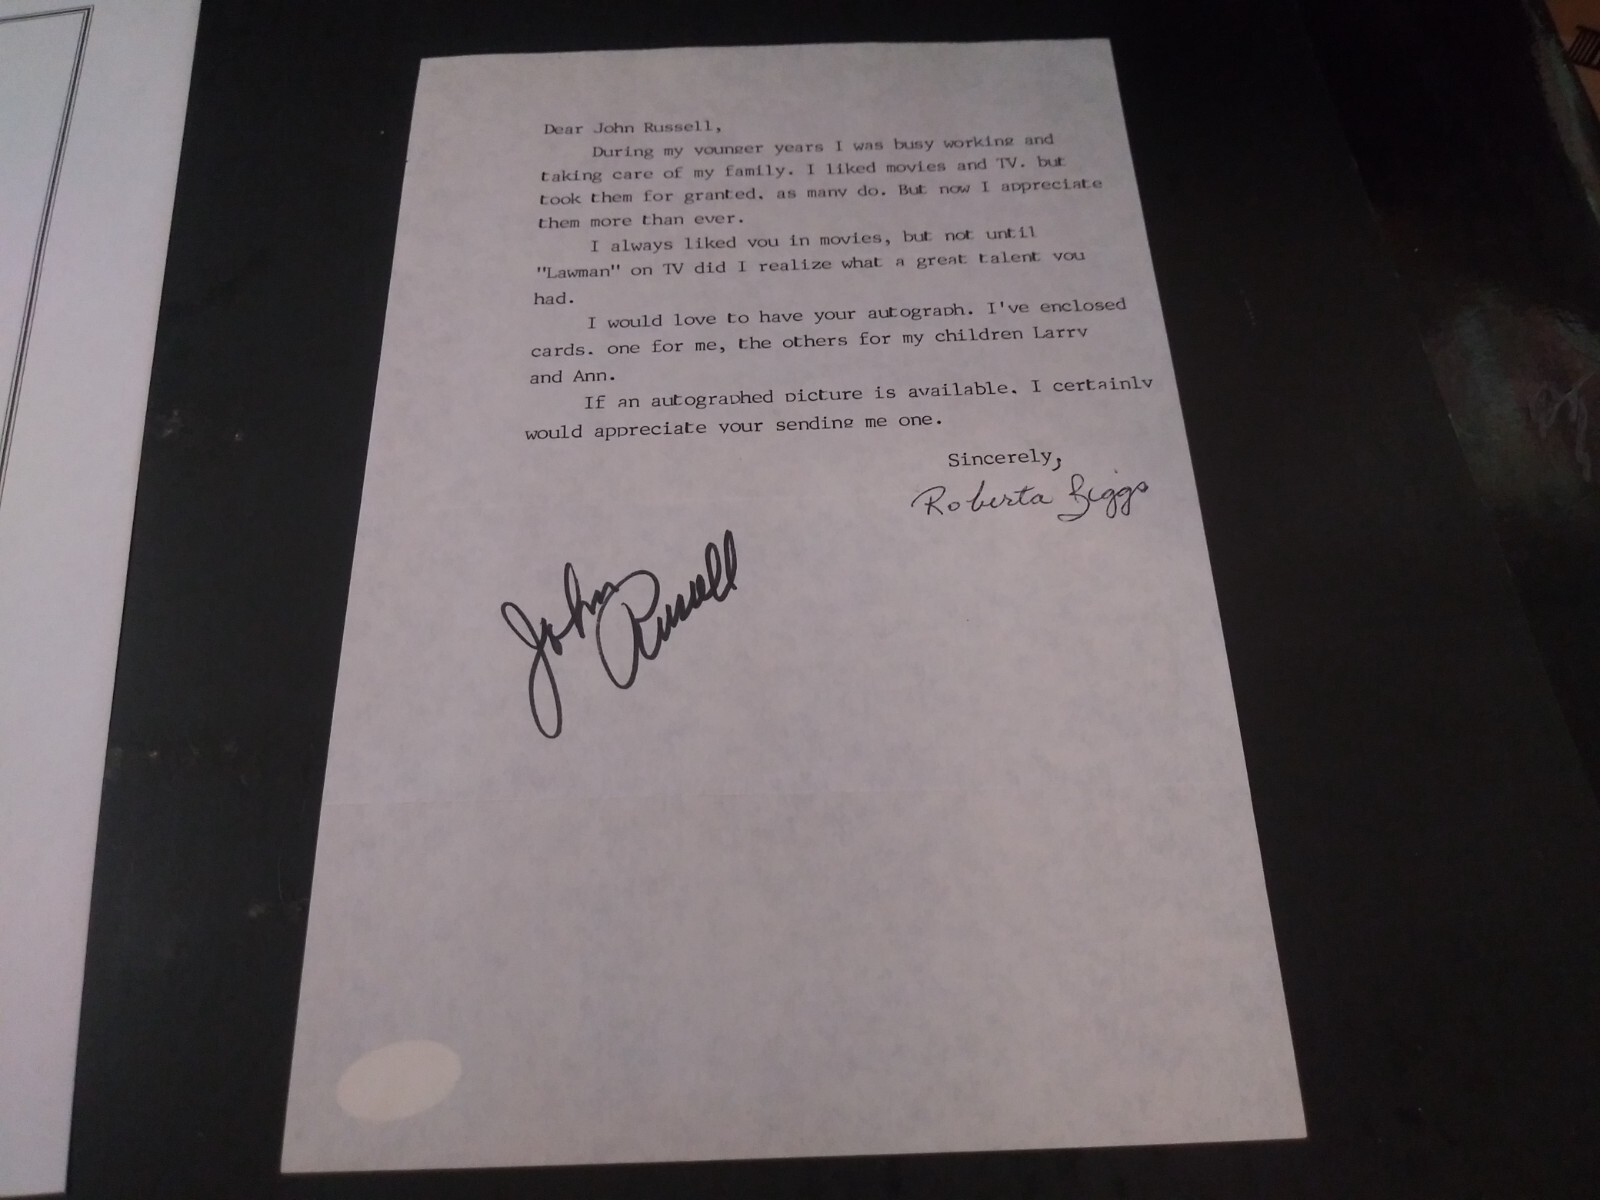 Dear John Russell,
During my younger years I was busy working and
taking care of my family. I liked movies and TV. but
took them for granted. as many do. But now I appreciate
them more than ever.
I always liked you in movies, but not until
"Lawman" on TV did I realize what a great talent you
had.
I would love to have your autograph. I've enclosed
cards. one for me, the others for my children Larry
and Ann.
If an autographed picture is available. I certainly
would appreciate your sending me one.
Sincerely,
Roberta Biggs
John Russell